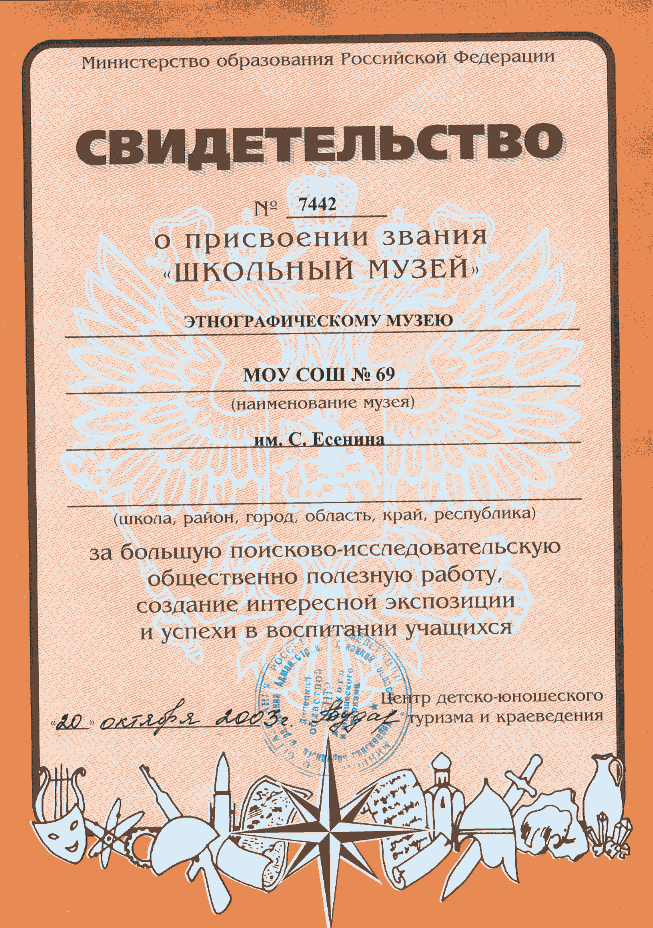 Министерство образования Российской Федерации
СВИДЕТЕЛЬСТВО
№ 7442
о присвоении звания
«ШКОЛЬНЫЙ МУЗЕЙ»
ЭТНОГРАФИЧЕСКОМУ МУЗЕЮ
МОУ СОШ № 69
(наименование музея)
им. С. Есенина
(школа, район, город, область, край, республика)
за большую поисково-исследовательскую
общественно полезную работу,
создание интересной экспозиции
и успехи в воспитании учащихся
Центр детско-юношеского
«20» октября 2003г. туризма и краеведения